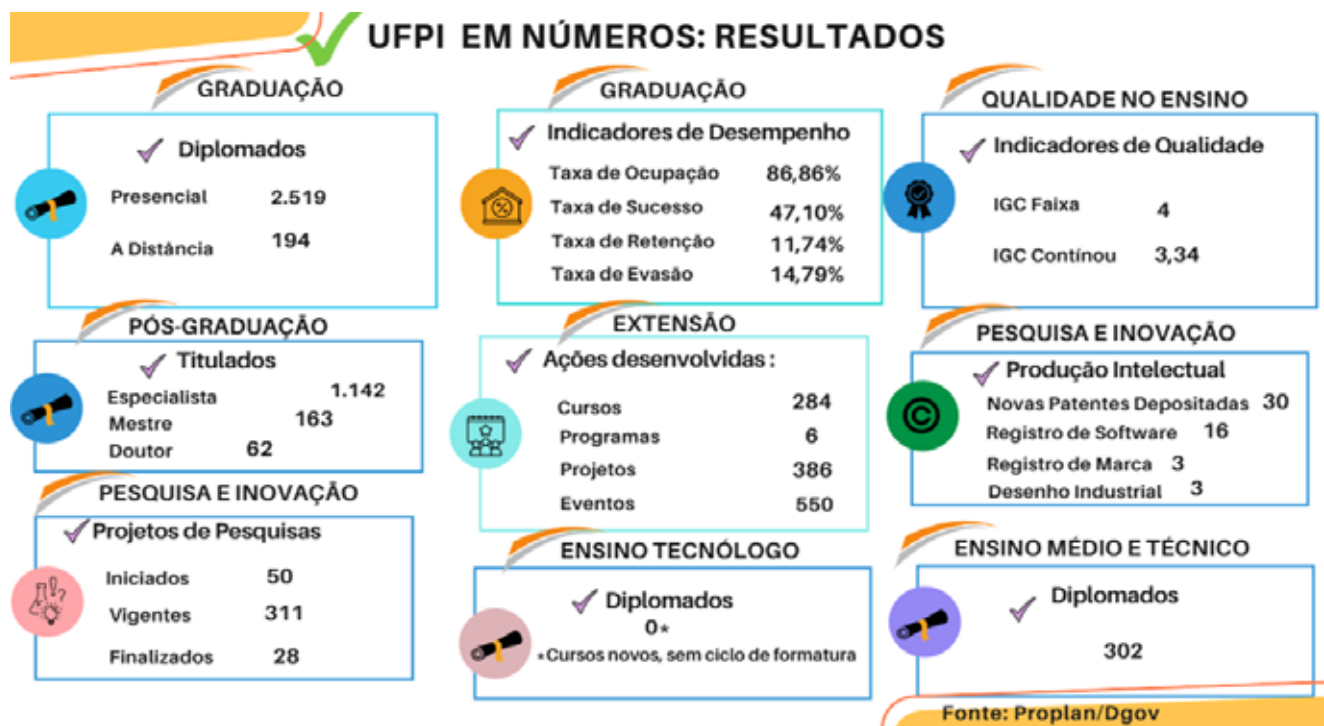 UFPI EM NÚMEROS: RESULTADOS
GRADUAÇÃO
Diplomados
Presencial 2.519
A Distância 194
GRADUAÇÃO
Indicadores de Desempenho
Taxa de Ocupação 86,86%
Taxa de Sucesso 47,10%
Taxa de Retenção 11,74%
Taxa de Evasão 14,79%
QUALIDADE NO ENSINO
Indicadores de Qualidade
IGC Faixa 4
IGC Contínou 3,34
PÓS-GRADUAÇÃO
Titulados
Especialista 1.142
Mestre 163
Doutor 62
EXTENSÃO
Ações desenvolvidas :
Cursos 284
Programas 6
Projetos 386
Eventos 550
PESQUISA E INOVAÇÃO
Produção Intelectual
Novas Patentes Depositadas 30
Registro de Software 16
Registro de Marca 3
Desenho Industrial 3
PESQUISA E INOVAÇÃO
Projetos de Pesquisas
Iniciados 50
Vigentes 311
Finalizados 28
ENSINO TECNÓLOGO
Diplomados
0*
*Cursos novos, sem ciclo de formatura
ENSINO MÉDIO E TÉCNICO
Diplomados
302
Fonte: Proplan/Dgov